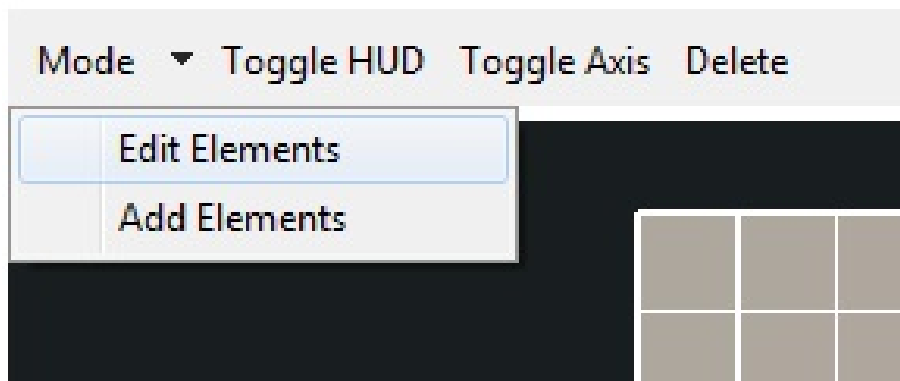 Mode Toggle HUD Toggle Axis Delete
Edit Elements
Add Elements